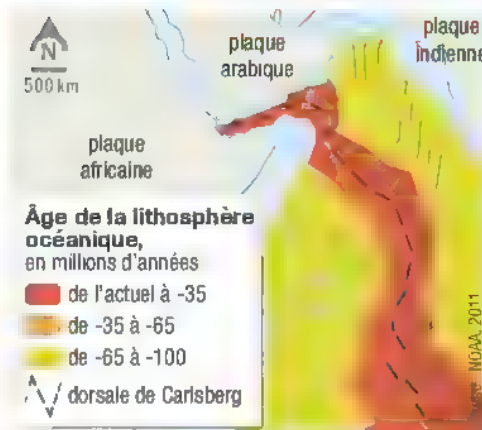 N
500 km
plaque
arabique
plaque
indienne
plaque
africaine
Âge de la lithosphère
océanique,
en millions d'années
de l'actuel à -35
de -35 à -65
de -65 à -100
dorsale de Carlsberg
NOAA, 2011